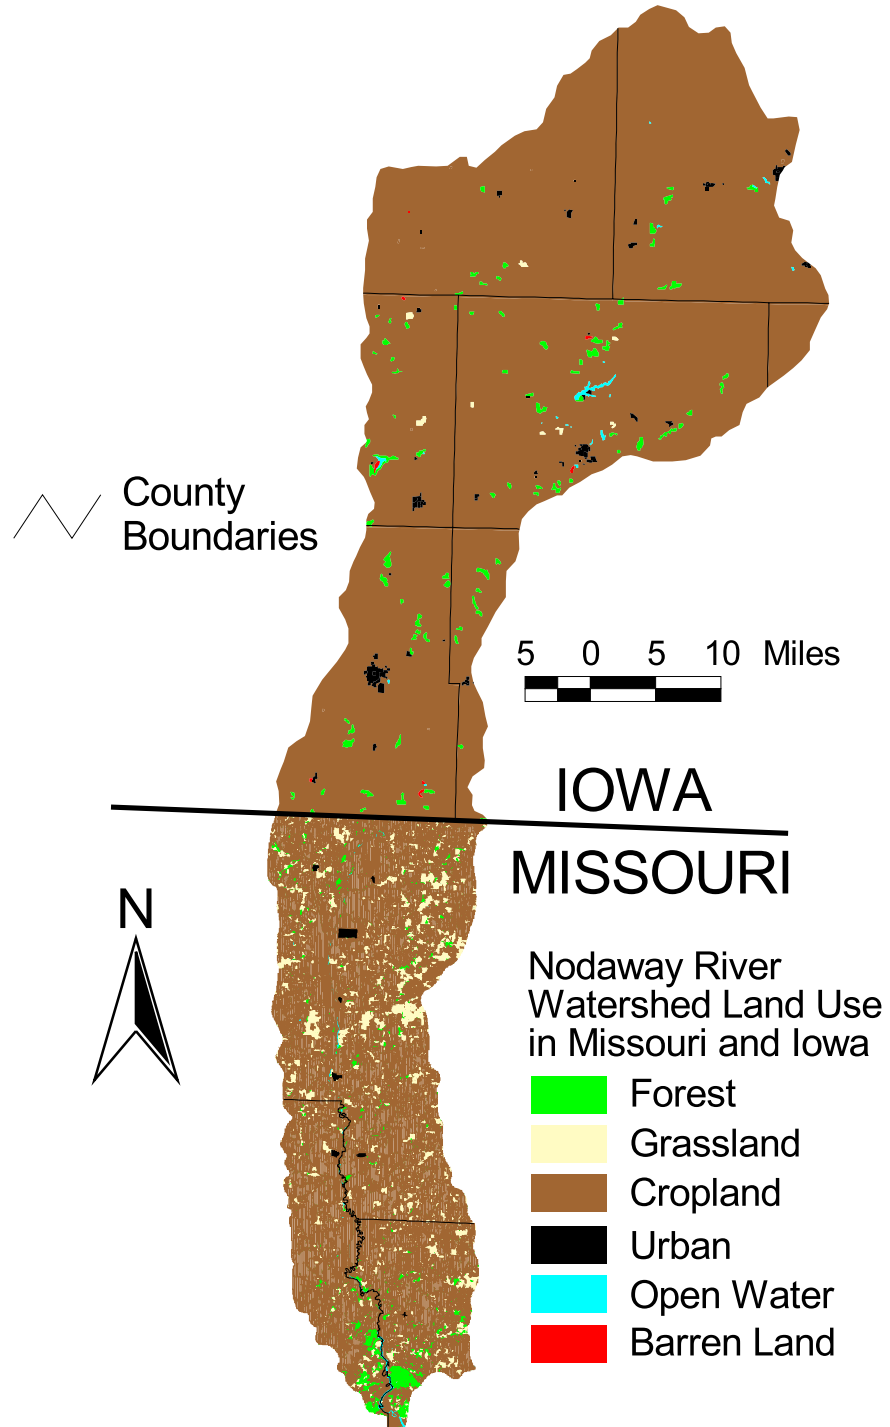 County
Boundaries
5 0 5 10 Miles
IOWA
MISSOURI
N
Nodaway River
Watershed Land Use
in Missouri and Iowa
Forest
Grassland
Cropland
Urban
Open Water
Barren Land